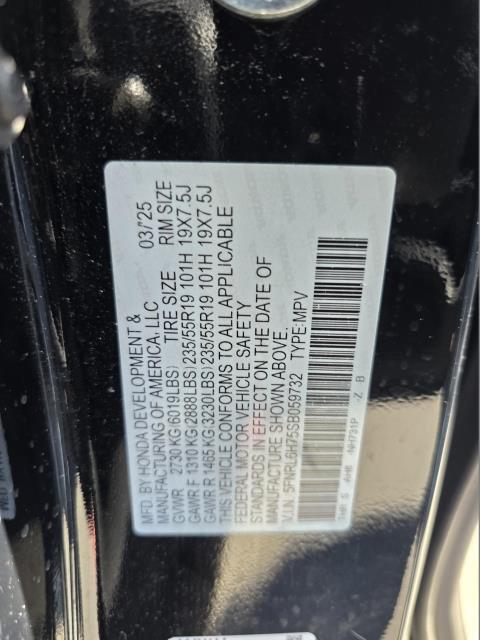 MFD. BY HONDA DEVELOPMENT &
MANUFACTURING OF AMERICA, LLC 03/'25
GVWR 2730 KG(6019LBS) TIRE SIZE RIM SIZE
GAWR F 1310 KG(2888LBS) 235/55R19 101H 19X7.5J
GAWR R 1465 KG(3230LBS) 235/55R19 101H 19X7.5J
THIS VEHICLE CONFORMS TO ALL APPLICABLE
FEDERAL MOTOR VEHICLE SAFETY
STANDARDS IN EFFECT ON THE DATE OF
MANUFACTURE SHOWN ABOVE.
V.I.N. 5FNRL6H75SB059732 TYPE:MPV
THR S AHB NH731P Z B